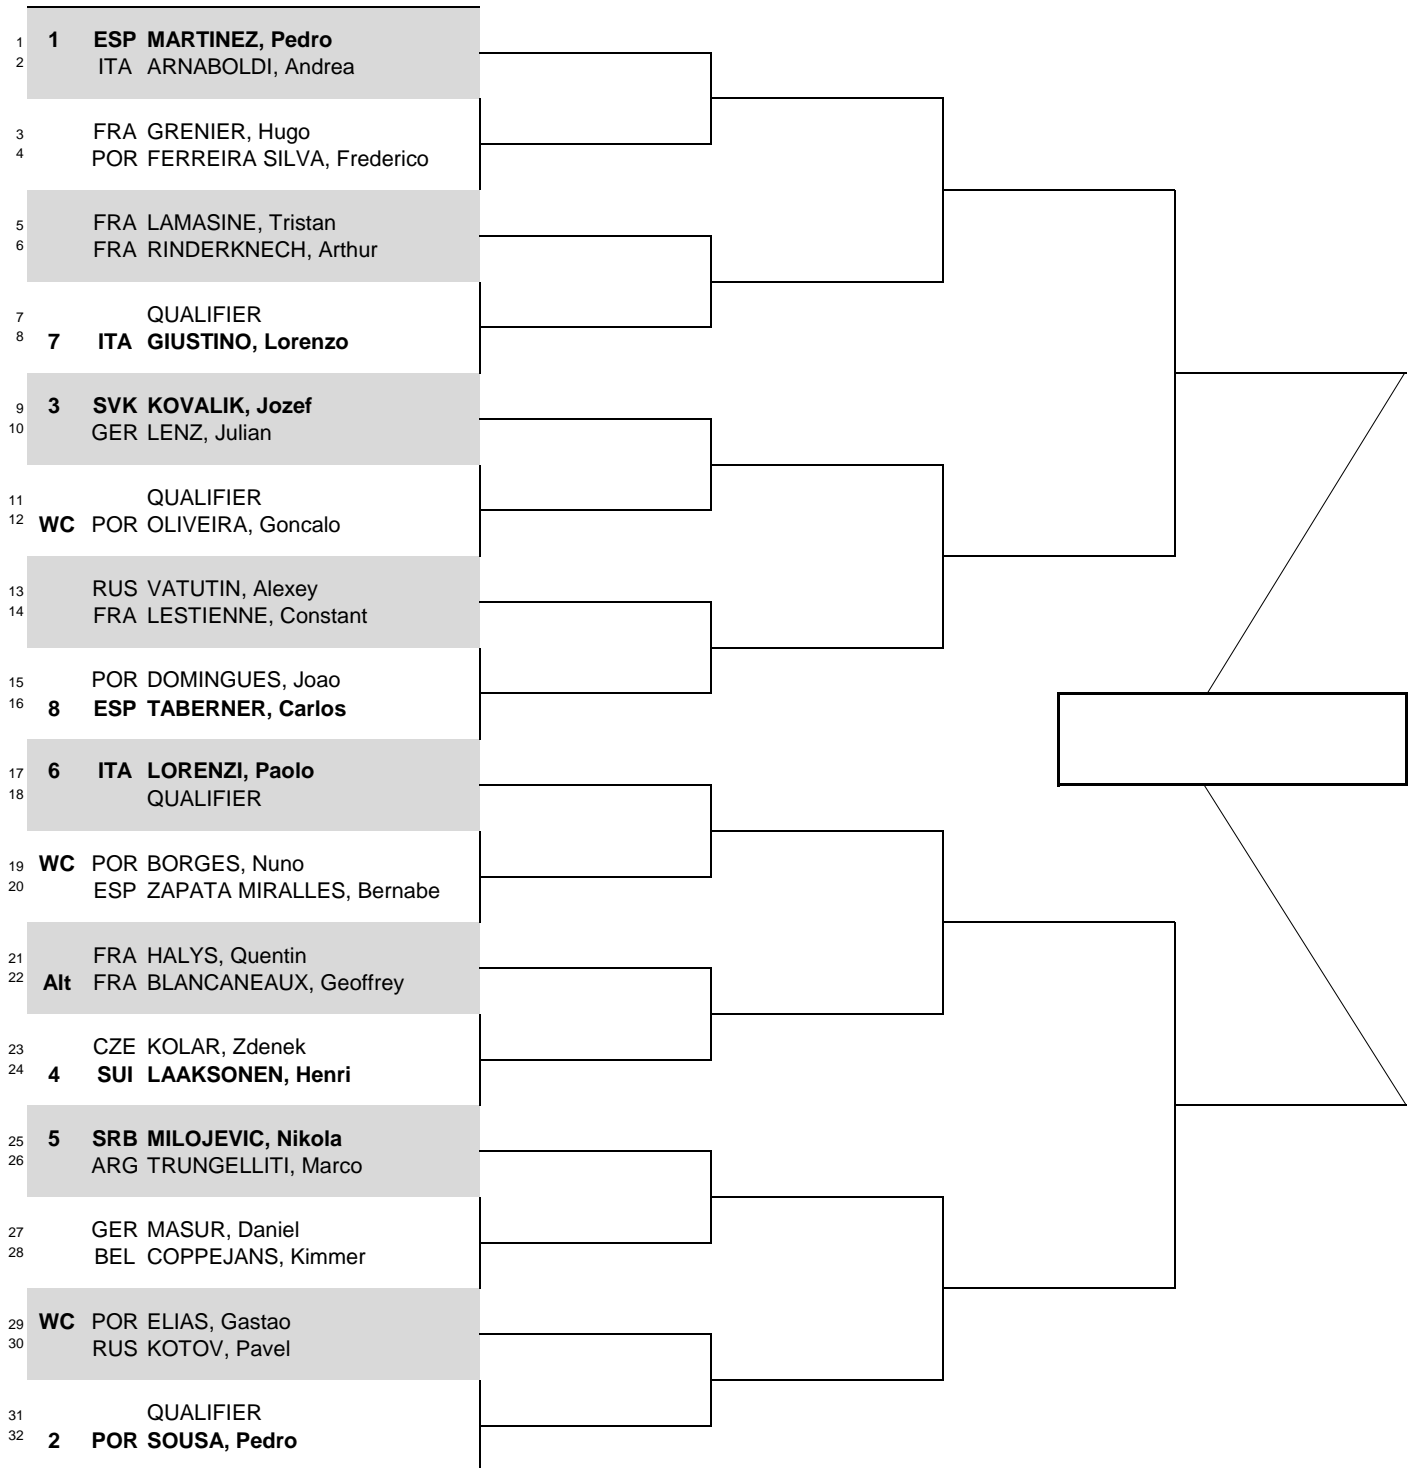 1 1 ESP MARTINEZ, Pedro
2 ITA ARNABOLDI, Andrea
3 FRA GRENIER, Hugo
4 POR FERREIRA SILVA, Frederico
5 FRA LAMASINE, Tristan
6 FRA RINDERKNECH, Arthur
7 QUALIFIER
8 7 ITA GIUSTINO, Lorenzo
9 3 SVK KOVALIK, Jozef
10 GER LENZ, Julian
11 QUALIFIER
12 WC POR OLIVEIRA, Goncalo
13 RUS VATUTIN, Alexey
14 FRA LESTIENNE, Constant
15 POR DOMINGUES, Joao
16 8 ESP TABERNER, Carlos
17 6 ITA LORENZI, Paolo
18 QUALIFIER
19 WC POR BORGES, Nuno
20 ESP ZAPATA MIRALLES, Bernabe
21 FRA HALYS, Quentin
22 Alt FRA BLANCANEAUX, Geoffrey
23 CZE KOLAR, Zdenek
24 4 SUI LAAKSONEN, Henri
25 5 SRB MILOJEVIC, Nikola
26 ARG TRUNGELLITI, Marco
27 GER MASUR, Daniel
28 BEL COPPEJANS, Kimmer
29 WC POR ELIAS, Gastao
30 RUS KOTOV, Pavel
31 QUALIFIER
32 2 POR SOUSA, Pedro